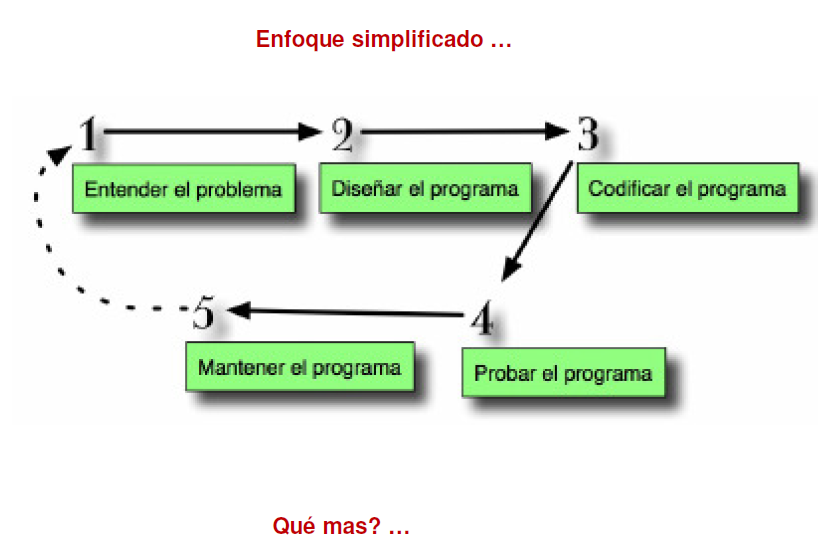 Enfoque simplificado …
1
2
3
Entender el problema
Diseñar el programa
Codificar el programa
5
4
Mantener el programa
Probar el programa
Qué mas? …